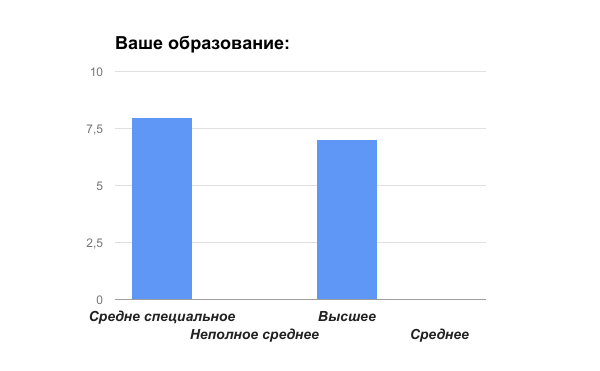 Ваше образование:
10
7,5
5
2,5
0
Средне специальное
Высшее
Неполное среднее
Среднее